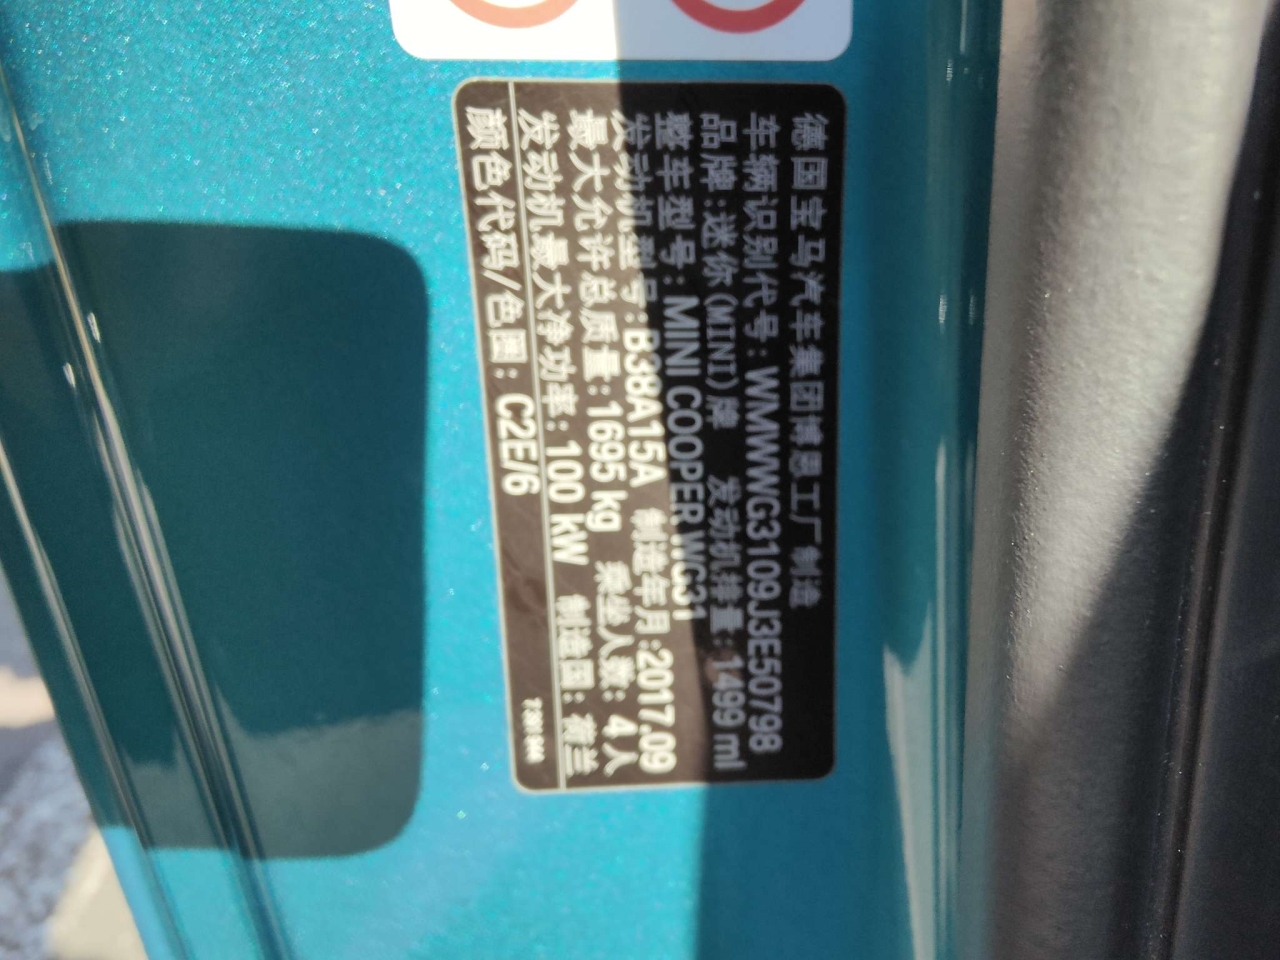 德国宝马汽车集团博恩工厂 制造
车辆识别代号：WMWWG3109J3E50798
品牌：迷你(MINI)牌 发动机排量：1499 ml
整车型号：MINI COOPER WG31
发动机型号：B38A15A 制造年月：2017.09
最大允许总质量：1695 kg 乘坐人数：4人
发动机最大净功率：100 kW 制造国：荷兰
颜色代码/色圈：C2E/6